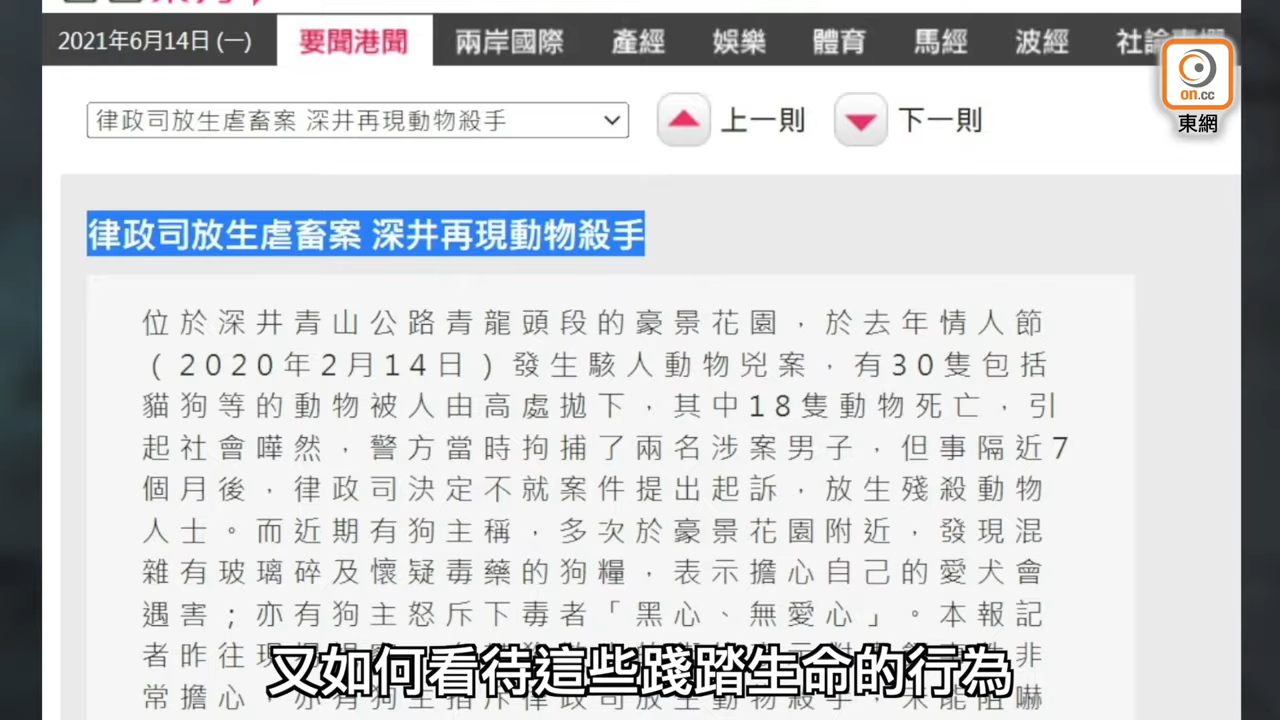 2021年6月14日 (一) 要聞港聞 兩岸國際 產經 娛樂 體育 馬經 波經
on.cc
東網
律政司放生虐畜案 深井再現動物殺手 上一則 下一則
律政司放生虐畜案 深井再現動物殺手
位於深井青山公路青龍頭段的豪景花園，於去年情人節
(2020年2月14日)發生駭人動物兇案，有30隻包括
貓狗等的動物被人由高處拋下，其中18隻動物死亡，引
起社會嘩然，警方當時拘捕了兩名涉案男子，但事隔近7
個月後，律政司決定不就案件提出起訴，放生殘殺動物
人士。而近期有狗主稱，多次於豪景花園附近，發現混
雜有玻璃碎及懷疑毒藥的狗糧，表示擔心自己的愛犬會
遇害；亦有狗主怒斥下毒者「黑心、無愛心」。本報記
者昨往 非
常擔心
又如何看待這些踐踏生命的行為